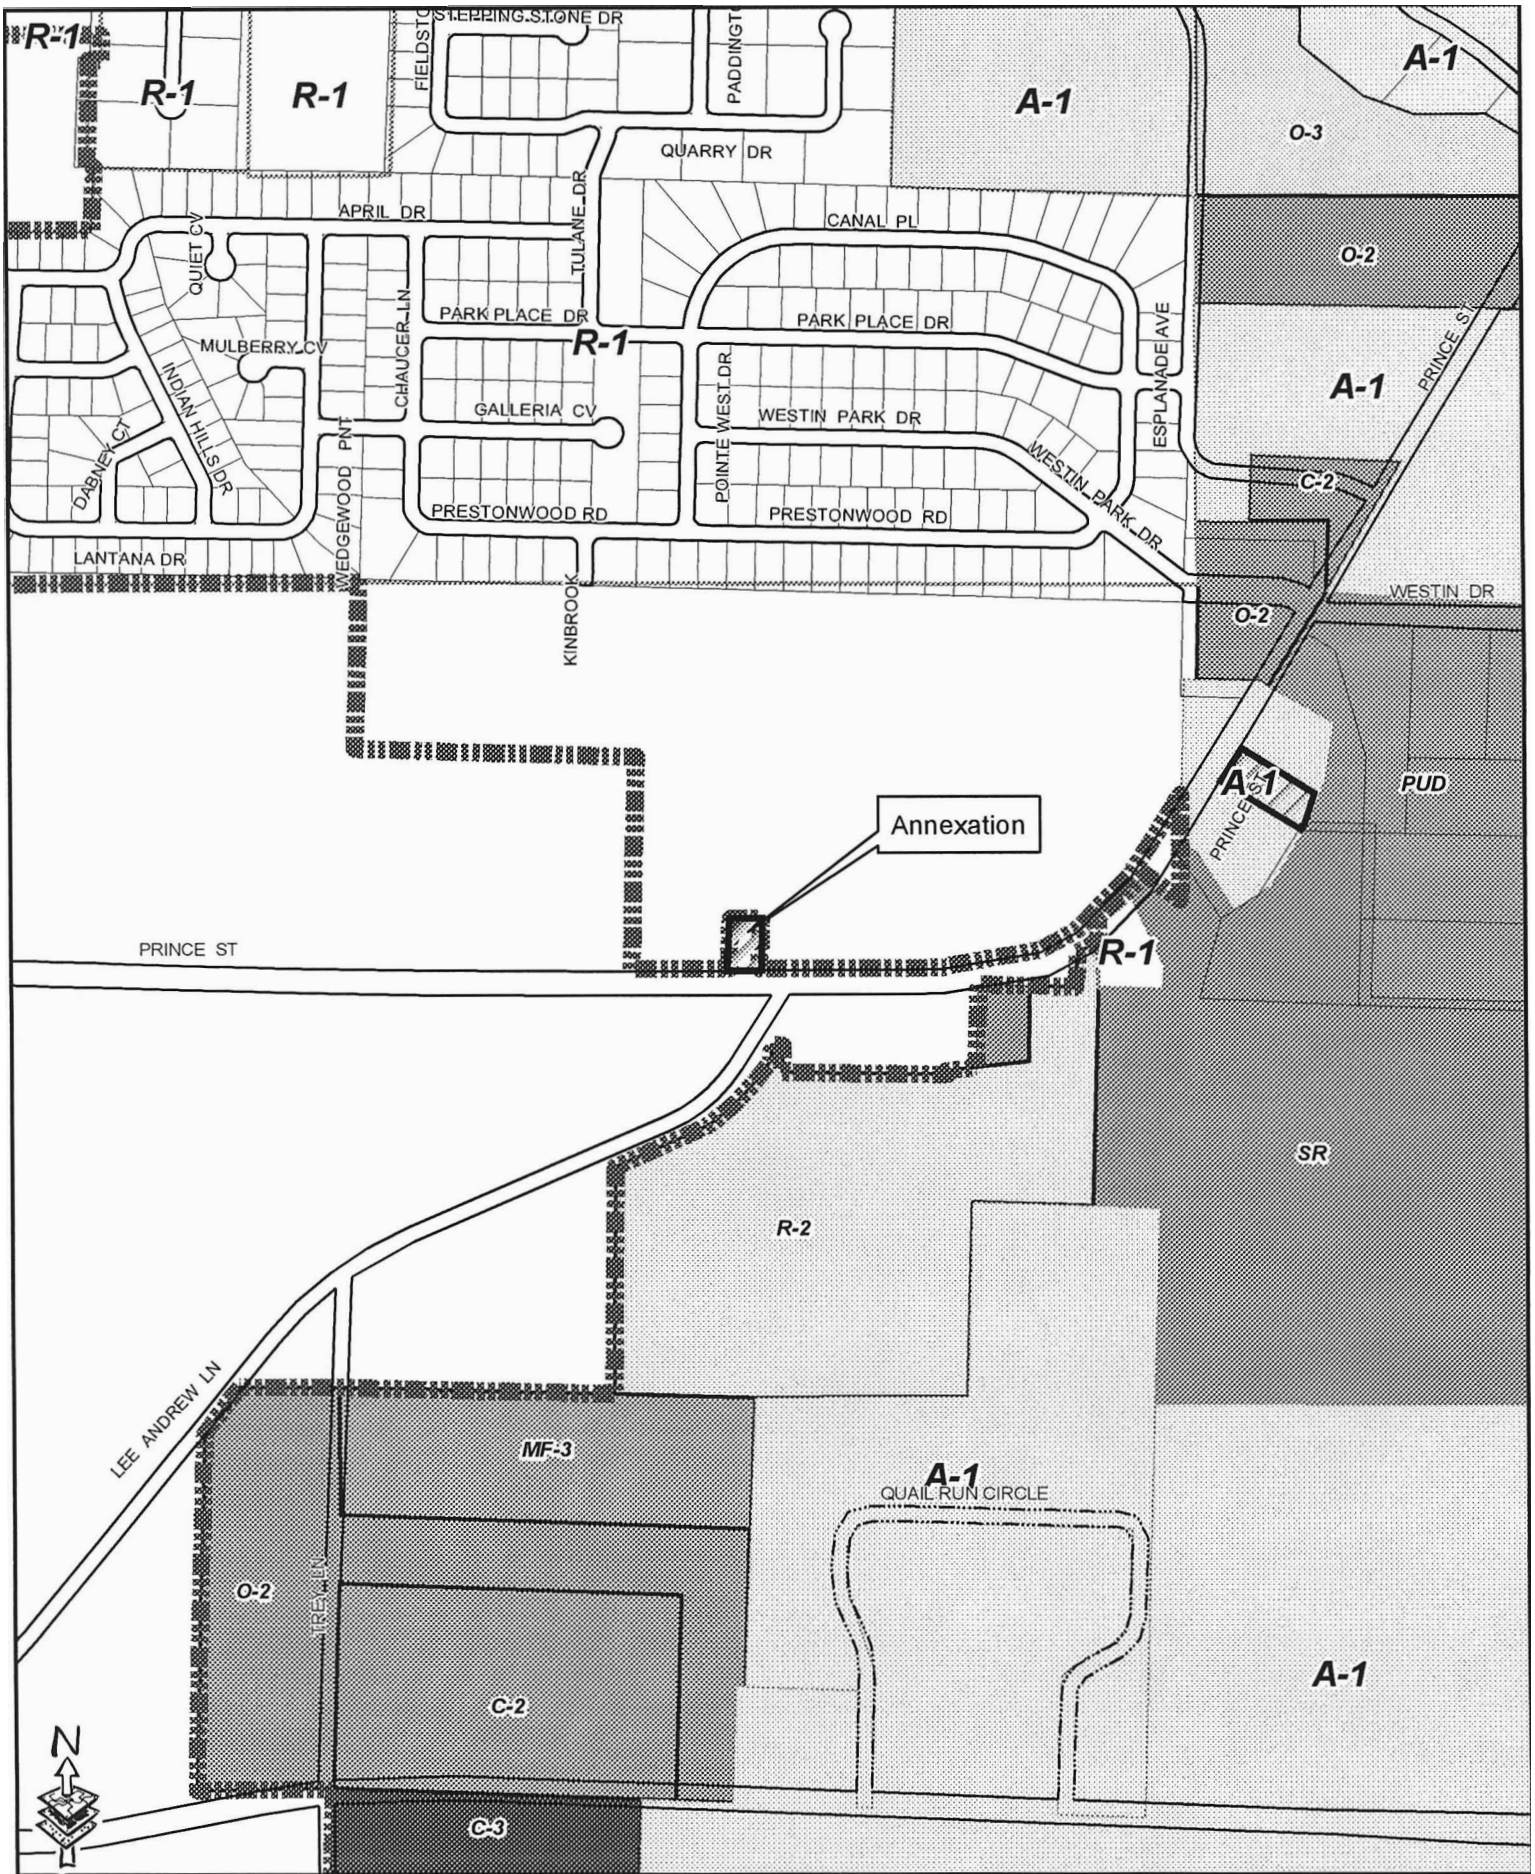 STEPPING STONE DR
R-1
R-1
R-1
FIELDSTO
PADDINGTO
A-1
A-1
O-3
QUARRY DR
TULANE DR
APRIL DR
QUIET CV
CANAL PL
O-2
PRINCE ST
PARK PLACE DR
R-1
PARK PLACE DR
CHAUCER LN
MULBERRY CV
INDIAN HILLS DR
ESPLANADE AVE
A-1
POINTE WEST DR
GALLERIA CV
WESTIN PARK DR
WESTIN PARK DR
DABNEY CT
WEDGEWOOD PNT
C-2
PRESTONWOOD RD
PRESTONWOOD RD
LANTANA DR
KINBROOK
WESTIN DR
O-2
A-1
PRINCE ST
PUD
Annexation
PRINCE ST
R-1
SR
R-2
LEE ANDREW LN
MF-3
A-1
QUAIL RUN CIRCLE
O-2
TREY LN
A-1
C-2
N
C-3